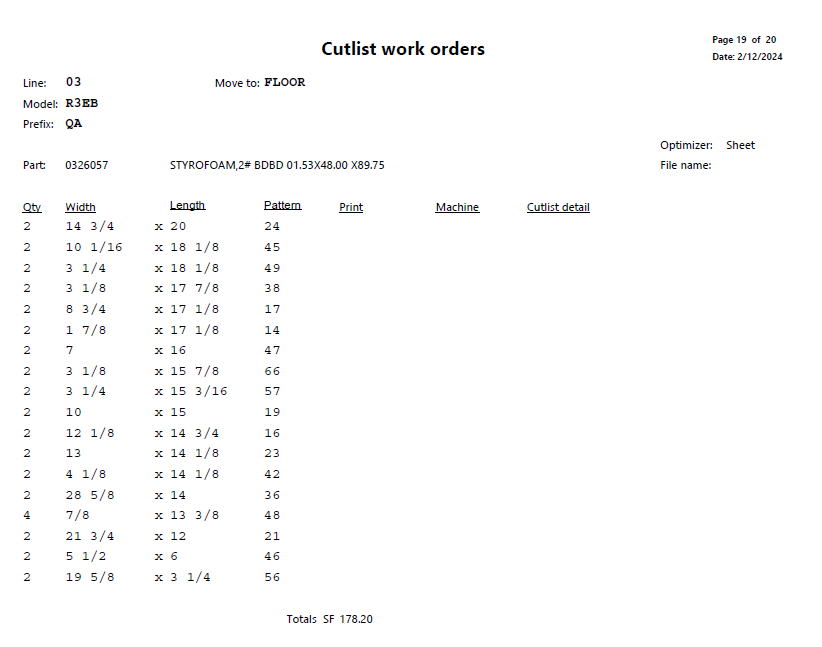 Cutlist work orders
Page 19 of 20
Date: 2/12/2024
Line: 03 Move to: FLOOR
Model: R3EB
Prefix: QA
Optimizer: Sheet
Part: 0326057 STYROFOAM,2# BDBD 01.53X48.00 X89.75 File name:
Qty Width Length Pattern Print Machine Cutlist detail
2 14 3/4 x 20 24
2 10 1/16 x 18 1/8 45
2 3 1/4 x 18 1/8 49
2 3 1/8 x 17 7/8 38
2 8 3/4 x 17 1/8 17
2 1 7/8 x 17 1/8 14
2 7 x 16 47
2 3 1/8 x 15 7/8 66
2 3 1/4 x 15 3/16 57
2 10 x 15 19
2 12 1/8 x 14 3/4 16
2 13 x 14 1/8 23
2 4 1/8 x 14 1/8 42
2 28 5/8 x 14 36
4 7/8 x 13 3/8 48
2 21 3/4 x 12 21
2 5 1/2 x 6 46
2 19 5/8 x 3 1/4 56
Totals SF 178.20